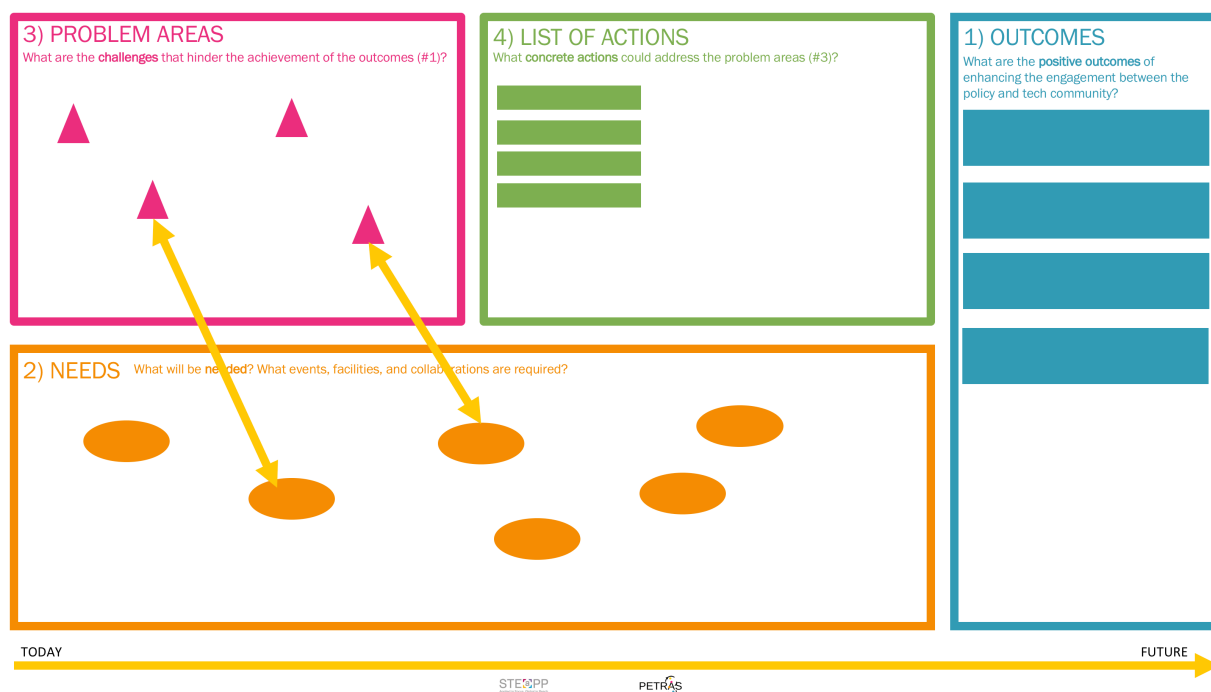 3) PROBLEM AREAS
What are the challenges that hinder the achievement of the outcomes (#1)?
4) LIST OF ACTIONS
What concrete actions could address the problem areas (#3)?
1) OUTCOMES
What are the positive outcomes of
enhancing the engagement between the
policy and tech community?
2) NEEDS What will be needed? What events, facilities, and collaborations are required?
TODAY
FUTURE
PETRAS